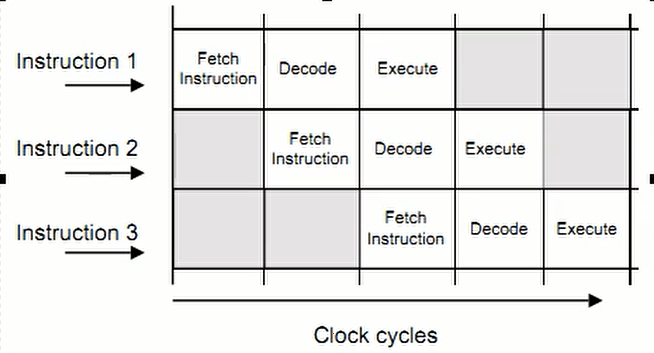 Instruction 1
Fetch
Instruction
Decode
Execute
Instruction 2
Fetch
Instruction
Decode
Execute
Instruction 3
Fetch
Instruction
Decode
Execute
Clock cycles